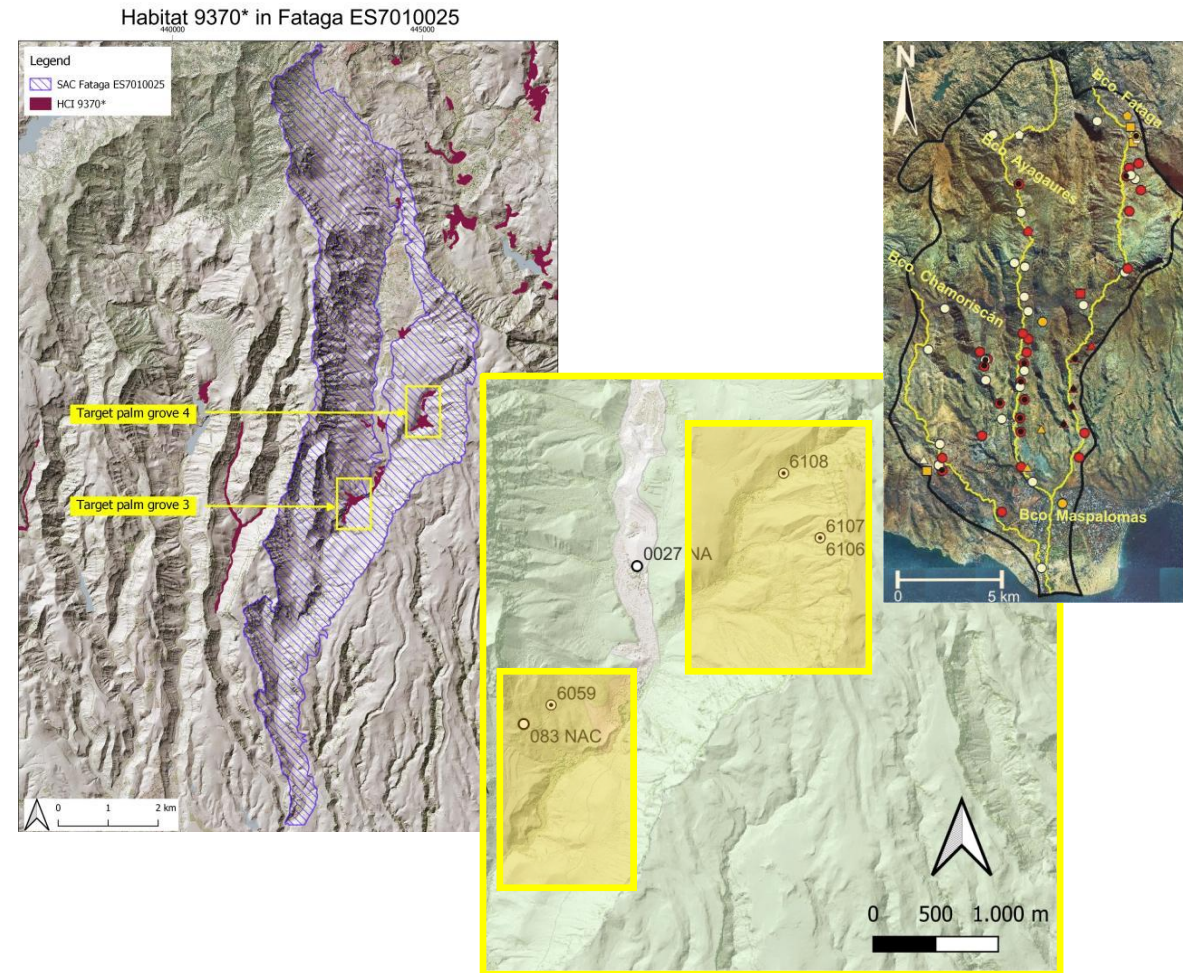 Habitat 9370* in Fataga ES7010025
440000
445000
Legend
SAC Fataga ES7010025
HCI 9370*
Target palm grove 4
Target palm grove 3
0 1 2 km
6108
6107
6106
0027 NA
6059
083 NAC
0 500 1.000 m
N
Bco. Fataga
Bco. Ayagaures
Bco. Chamoriscán
Bco. Maspalomas
0 5 km